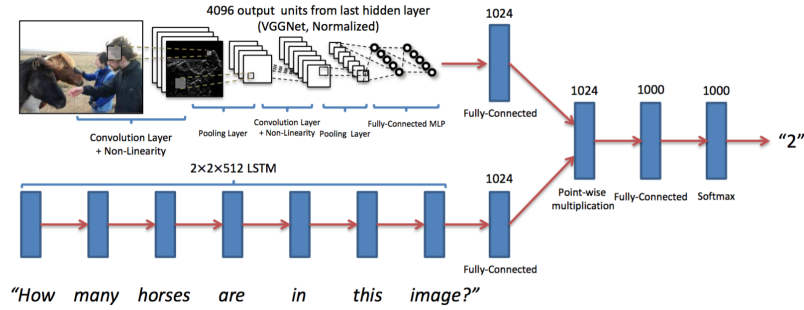 4096 output units from last hidden layer
(VGGNet, Normalized)
1024
Convolution Layer
+ Non-Linearity
Pooling Layer
Convolution Layer
+ Non-Linearity
Pooling Layer
Fully-Connected MLP
Fully-Connected
1024
1000
1000
"2"
Point-wise
multiplication
Fully-Connected
Softmax
2×2×512 LSTM
1024
Fully-Connected
"How many horses are in this image?"